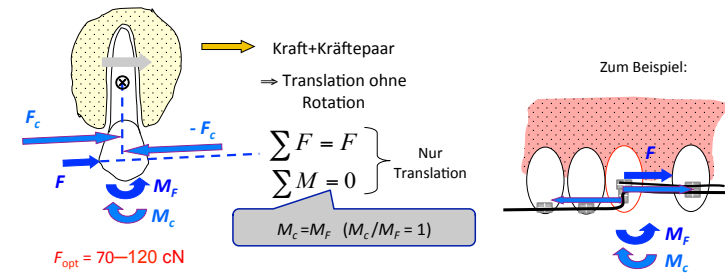 Kraft+Kräftepaar
⇒ Translation ohne
Rotation
Zum Beispiel:
F_c
- F_c
F
M_F
M_c
∑ F = F
∑ M = 0
Nur
Translation
M_c=M_F (M_c/M_F = 1)
F_opt = 70—120 cN
F
M_F
M_c